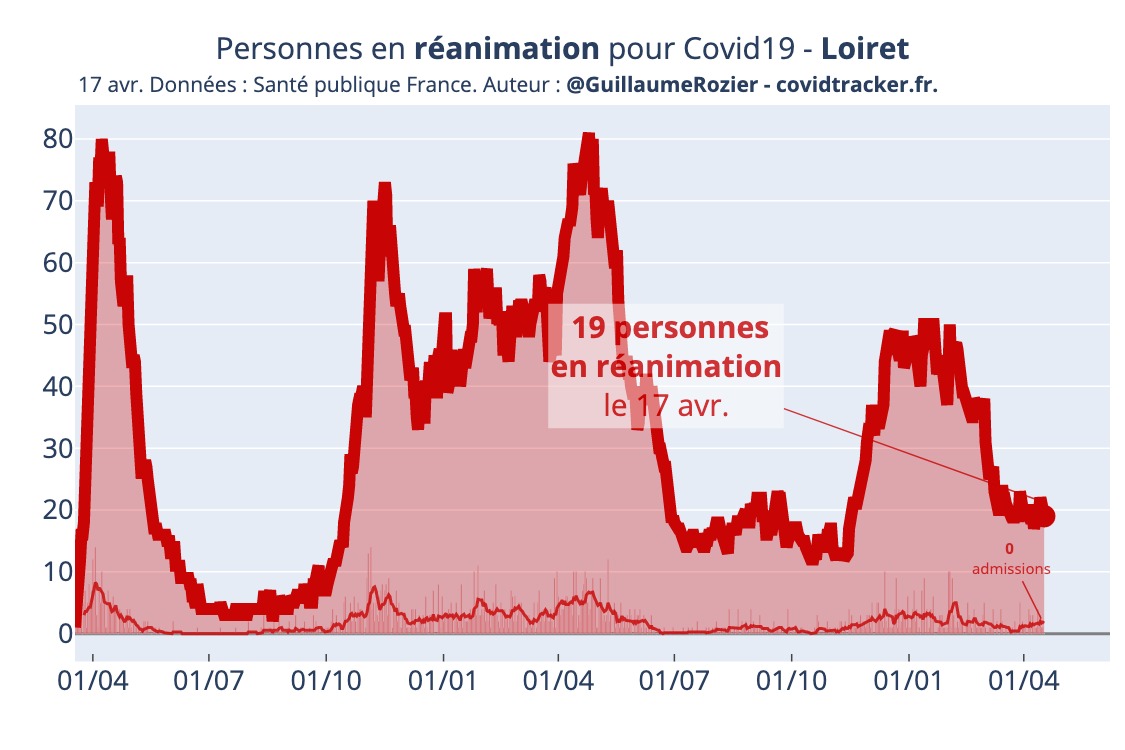 Personnes en réanimation pour Covid19 - Loiret
17 avr. Données : Santé publique France. Auteur : @GuillaumeRozier - covidtracker.fr.
80
70
60
50
40
30
20
10
0
19 personnes
en réanimation
le 17 avr.
0
admissions
01/04 01/07 01/10 01/01 01/04 01/07 01/10 01/01 01/04